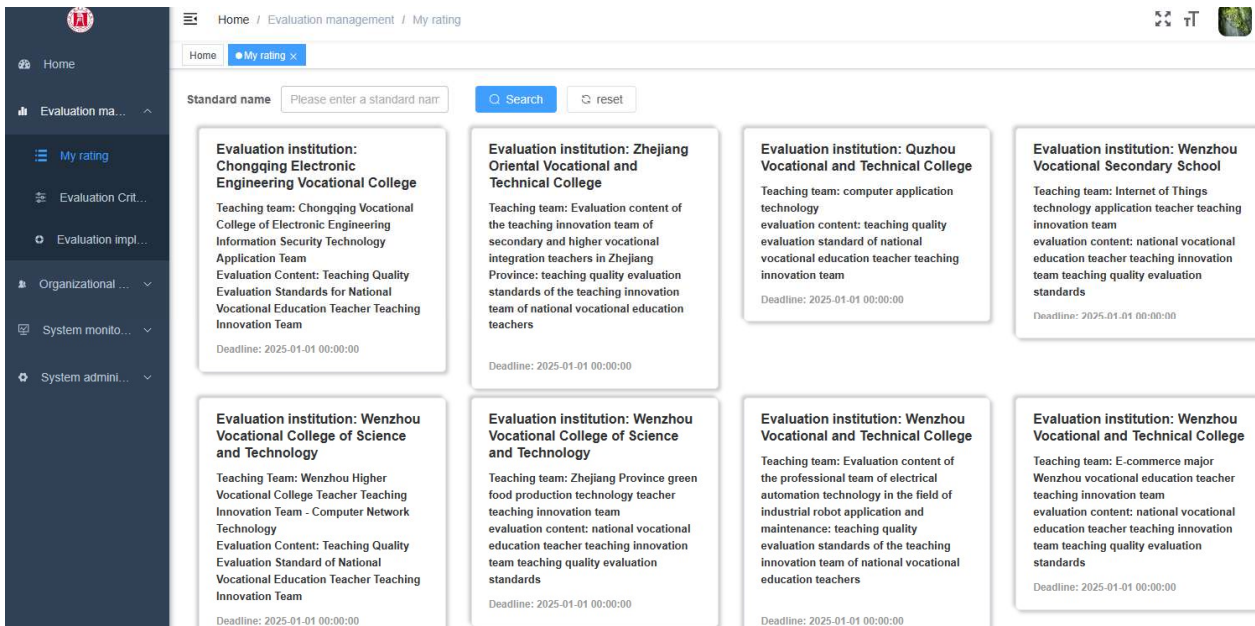 Home / Evaluation management / My rating
Home
My rating ×
Home
Evaluation ma...
My rating
Evaluation Crit...
Evaluation impl...
Organizational ...
System monito...
System admini...
Standard name
Please enter a standard nam
Search
reset
Evaluation institution:
Chongqing Electronic
Engineering Vocational College
Teaching team: Chongqing Vocational
College of Electronic Engineering
Information Security Technology
Application Team
Evaluation Content: Teaching Quality
Evaluation Standards for National
Vocational Education Teacher Teaching
Innovation Team
Deadline: 2025-01-01 00:00:00
Evaluation institution: Zhejiang
Oriental Vocational and
Technical College
Teaching team: Evaluation content of
the teaching innovation team of
secondary and higher vocational
integration teachers in Zhejiang
Province: teaching quality evaluation
standards of the teaching innovation
team of national vocational education
teachers
Deadline: 2025-01-01 00:00:00
Evaluation institution: Quzhou
Vocational and Technical College
Teaching team: computer application
technology
evaluation content: teaching quality
evaluation standard of national
vocational education teacher teaching
innovation team
Deadline: 2025-01-01 00:00:00
Evaluation institution: Wenzhou
Vocational Secondary School
Teaching team: Internet of Things
technology application teacher teaching
innovation team
evaluation content: national vocational
education teacher teaching innovation
team teaching quality evaluation
standards
Deadline: 2025-01-01 00:00:00
Evaluation institution: Wenzhou
Vocational College of Science
and Technology
Teaching Team: Wenzhou Higher
Vocational College Teacher Teaching
Innovation Team - Computer Network
Technology
Evaluation Content: Teaching Quality
Evaluation Standard of National
Vocational Education Teacher Teaching
Innovation Team
Deadline: 2025-01-01 00:00:00
Evaluation institution: Wenzhou
Vocational College of Science
and Technology
Teaching team: Zhejiang Province green
food production technology teacher
teaching innovation team
evaluation content: national vocational
education teacher teaching innovation
team teaching quality evaluation
standards
Deadline: 2025-01-01 00:00:00
Evaluation institution: Wenzhou
Vocational and Technical College
Teaching team: Evaluation content of
the professional team of electrical
automation technology in the field of
industrial robot application and
maintenance: teaching quality
evaluation standards of the teaching
innovation team of national vocational
education teachers
Deadline: 2025-01-01 00:00:00
Evaluation institution: Wenzhou
Vocational and Technical College
Teaching team: E-commerce major
Wenzhou vocational education teacher
teaching innovation team
evaluation content: national vocational
education teacher teaching innovation
team teaching quality evaluation
standards
Deadline: 2025-01-01 00:00:00